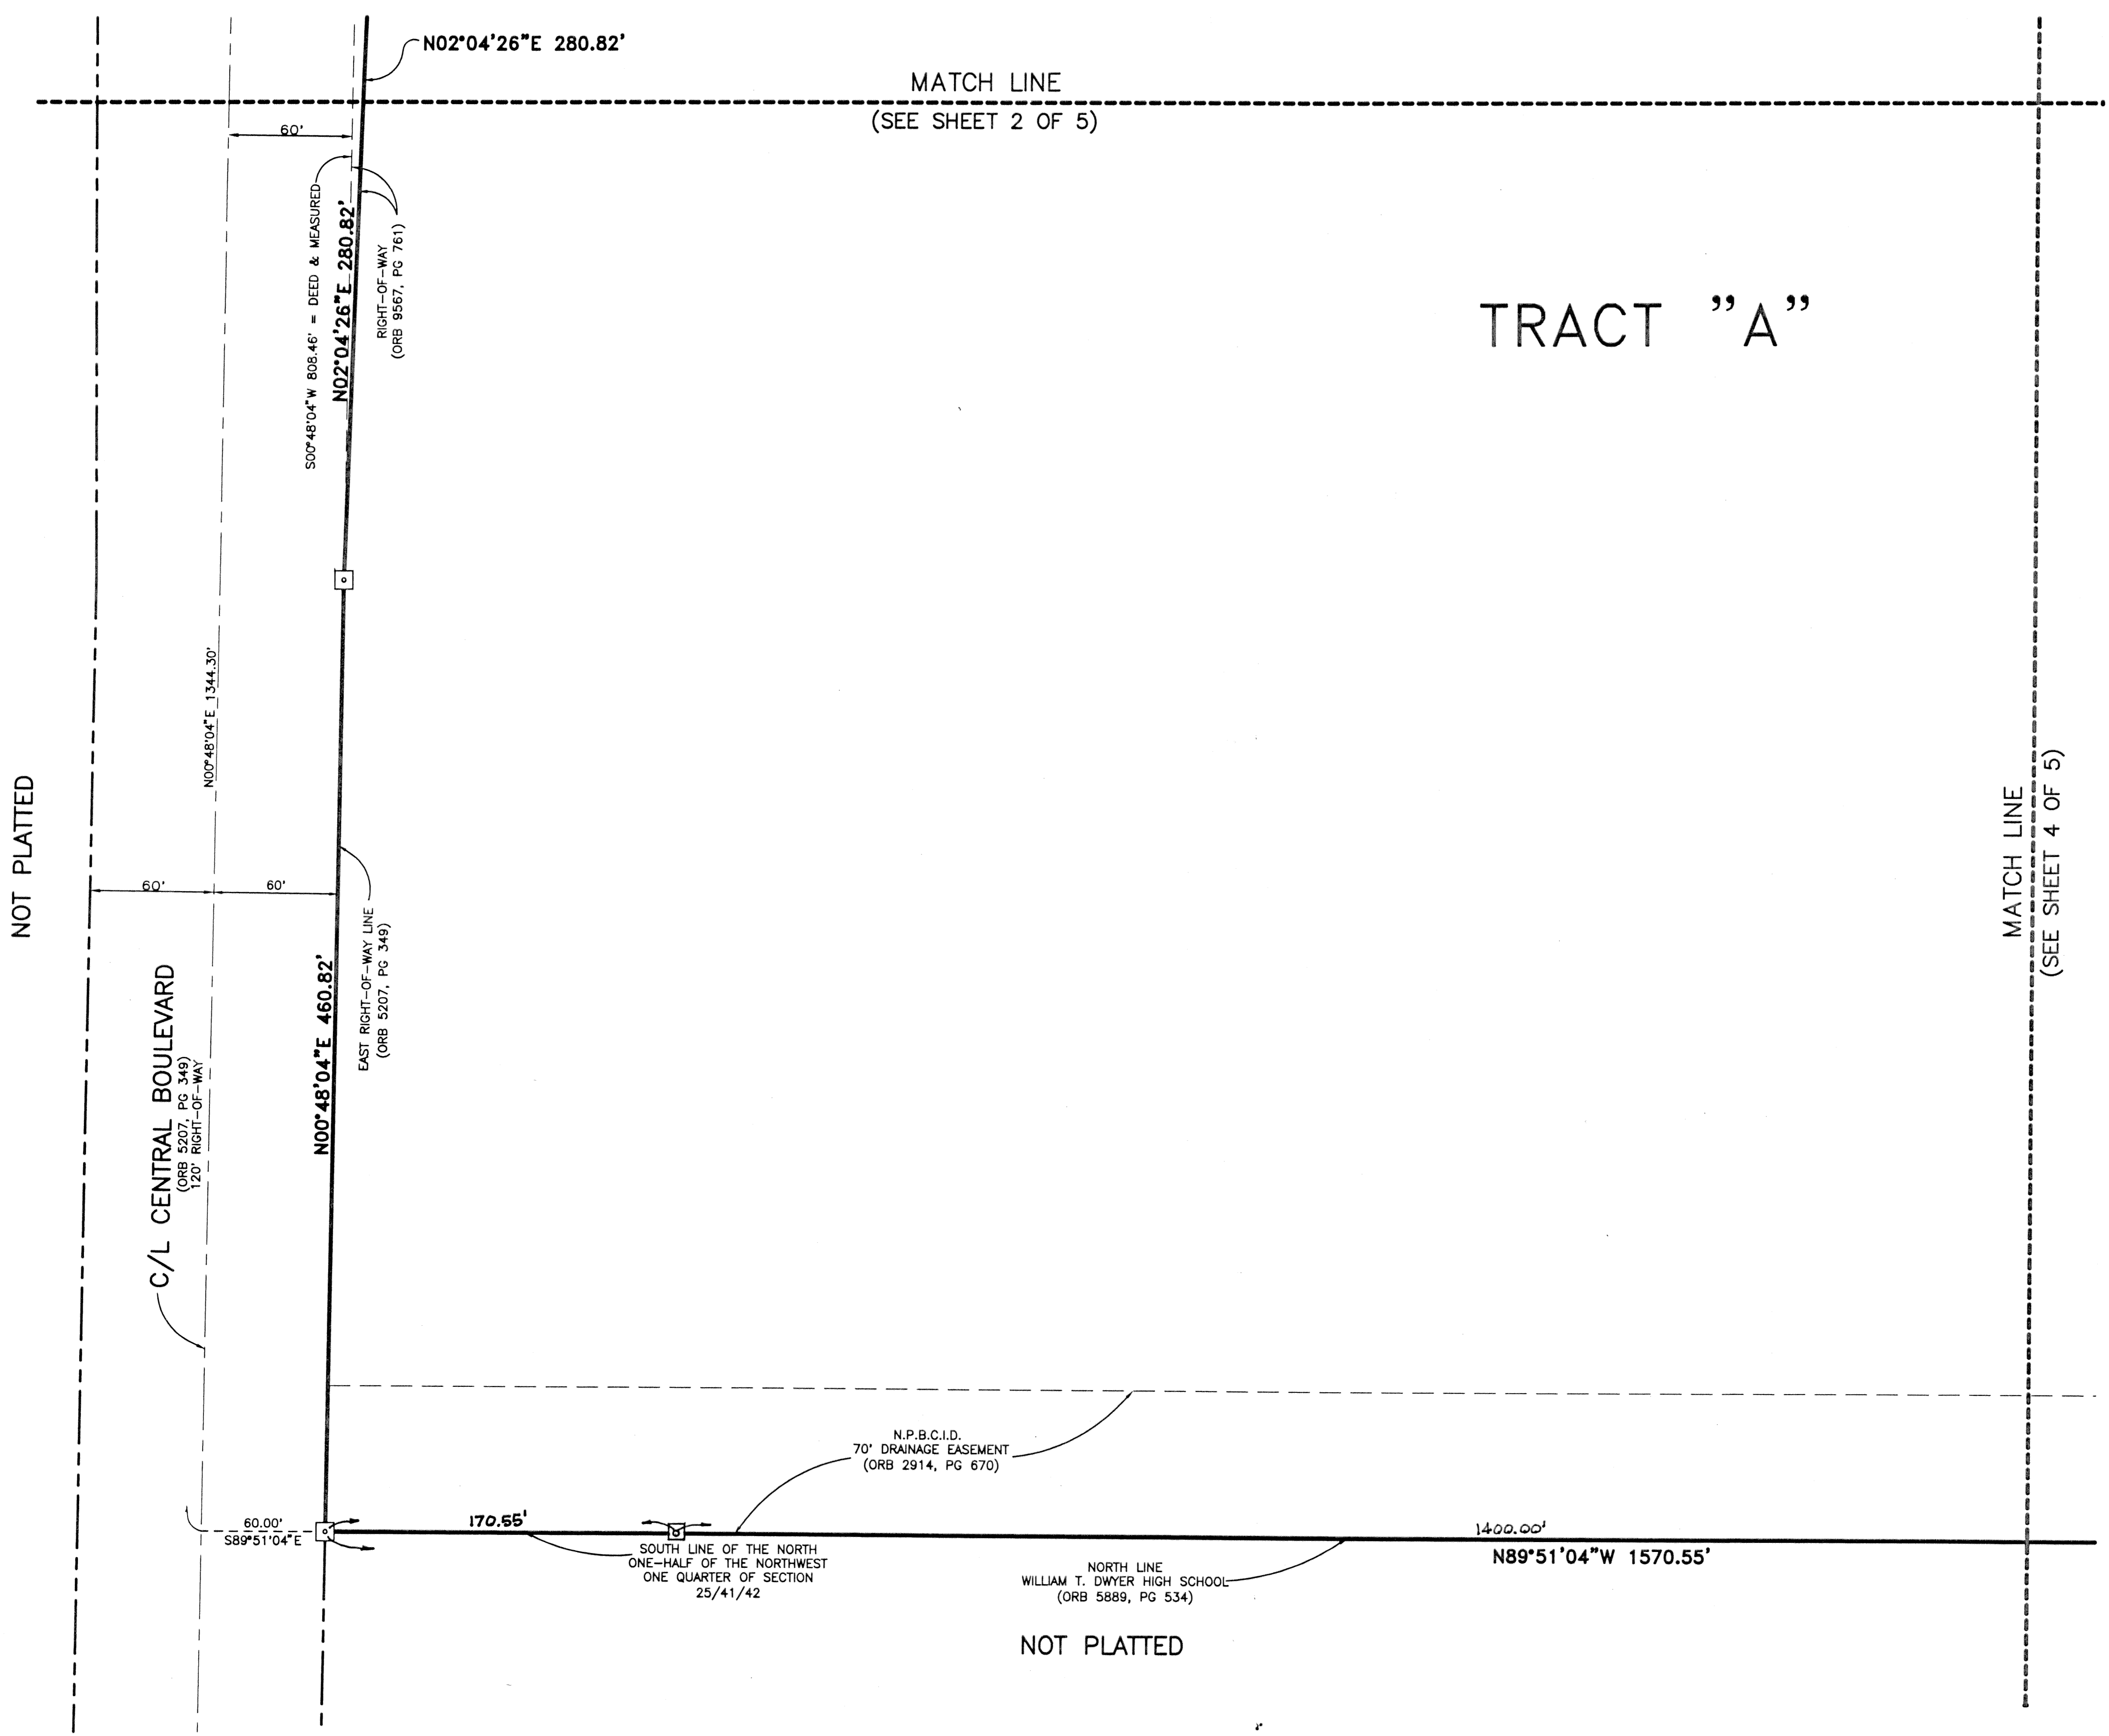 N02°04'26"E 280.82'
MATCH LINE
(SEE SHEET 2 OF 5)
60'
S00°48'04"W 808.46' = DEED & MEASURED
N02°04'26"E 280.82'
RIGHT-OF-WAY
(ORB 9567, PG 761)
TRACT "A"
N00°48'04"E 1344.30'
NOT PLATTED
MATCH LINE
(SEE SHEET 4 OF 5)
60'
60'
EAST RIGHT-OF-WAY LINE
(ORB 5207, PG 349)
N00°48'04"E 460.82'
C/L CENTRAL BOULEVARD
(ORB 5207, PG 349)
120' RIGHT-OF-WAY
N.P.B.C.I.D.
70' DRAINAGE EASEMENT
(ORB 2914, PG 670)
60.00'
S89°51'04"E
170.55'
1400.00'
N89°51'04"W 1570.55'
SOUTH LINE OF THE NORTH
ONE-HALF OF THE NORTHWEST
ONE QUARTER OF SECTION
25/41/42
NORTH LINE
WILLIAM T. DWYER HIGH SCHOOL
(ORB 5889, PG 534)
NOT PLATTED